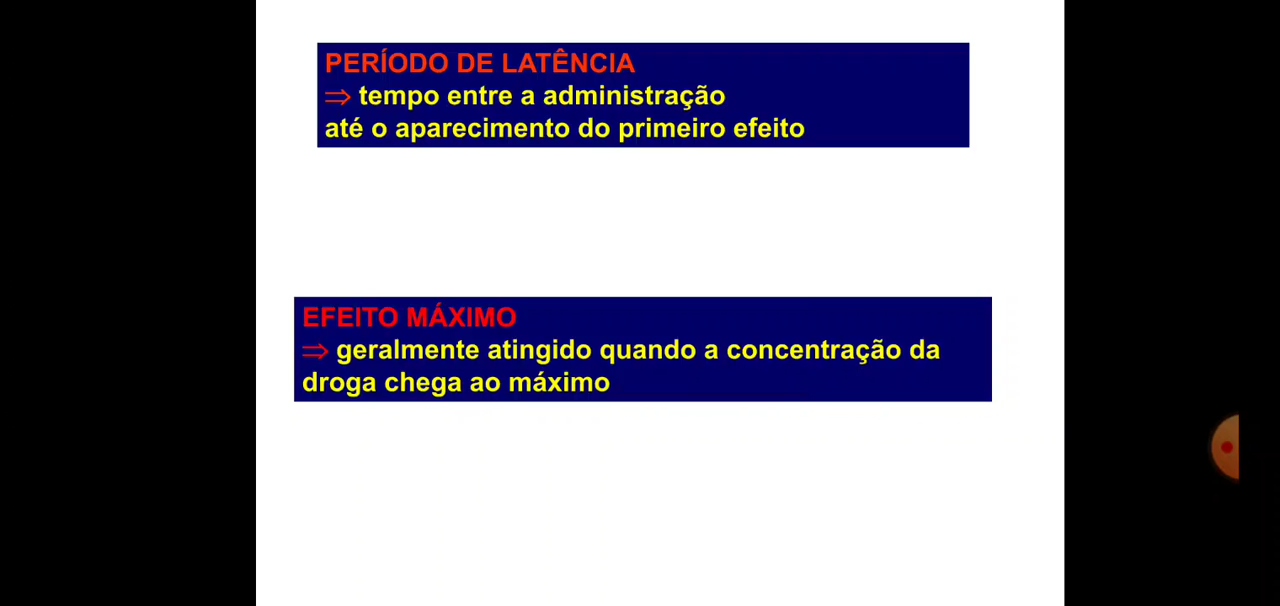 PERÍODO DE LATÊNCIA
⇒ tempo entre a administração
até o aparecimento do primeiro efeito
EFEITO MÁXIMO
⇒ geralmente atingido quando a concentração da
droga chega ao máximo